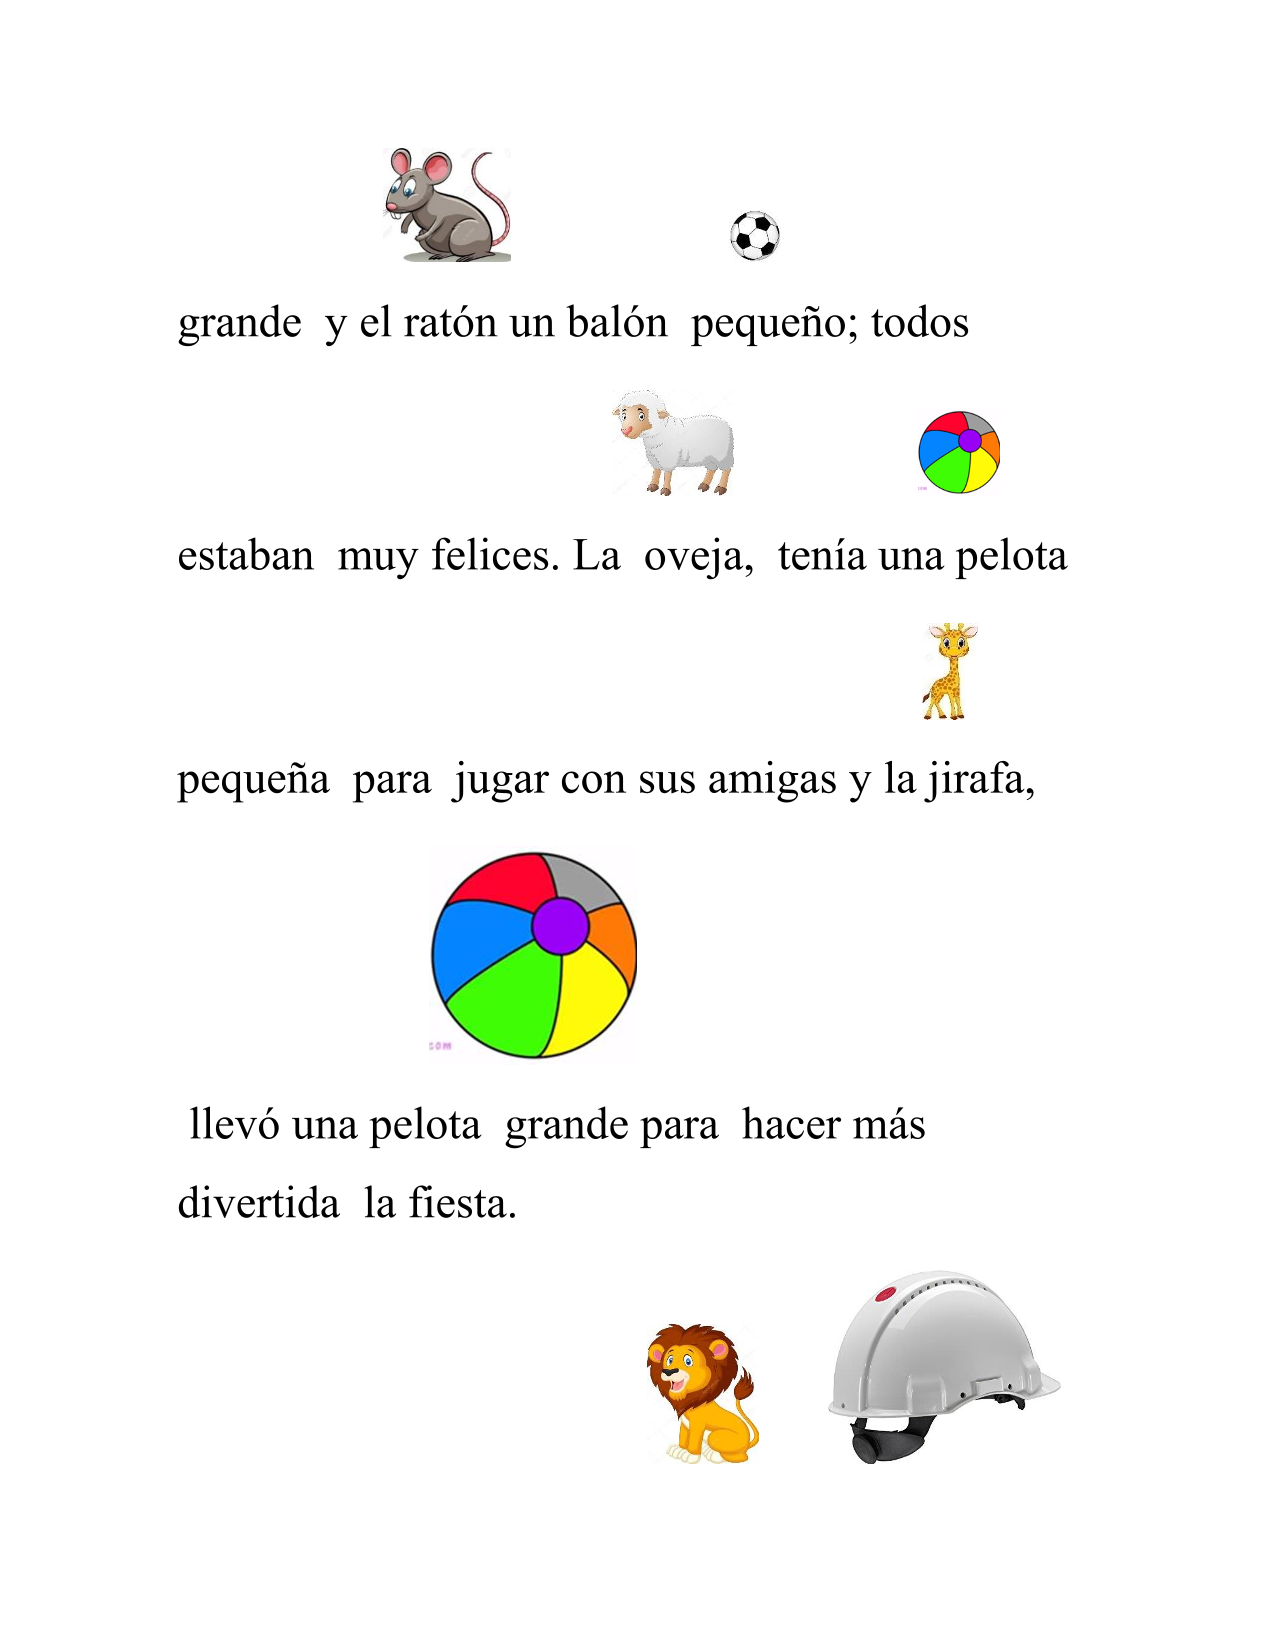 grande y el ratón un balón pequeño; todos
estaban muy felices. La oveja, tenía una pelota
pequeña para jugar con sus amigas y la jirafa,
llevó una pelota grande para hacer más
divertida la fiesta.